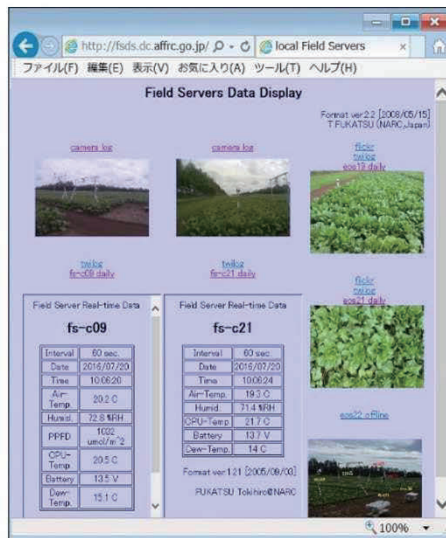 http://fsds.dc.affrc.go.jp/
local Field Servers
ファイル(F) 編集(E) 表示(V) お気に入り(A) ツール(T) ヘルプ(H)
Field Servers Data Display
Format ver.2.2 [2008/05/15]
T.FUKATSU (NARC,Japan)
camera log
camera log
flickr
twilog
eos19 daily
twilog
fs-c09 daily
twilog
fs-c21 daily
flickr
twilog
eos21 daily
Field Server Real-time Data
fs-c09
Interval 60 sec.
Date 2016/07/20
Time 10:06:20
Air-Temp. 20.2 C
Humid. 72.8 %RH
PPFD 1032 umol/m^2
CPU-Temp. 20.5 C
Battery 13.5 V
Dew-Temp. 15.1 C
Field Server Real-time Data
fs-c21
Interval 60 sec.
Date 2016/07/20
Time 10:06:24
Air-Temp. 19.3 C
Humid. 71.4 %RH
CPU-Temp. 21.7 C
Battery 13.7 V
Dew-Temp. 14 C
Format ver.1.21 [2005/09/03]
FUKATSU Tokihiro@NARC
eos22 offline
100%